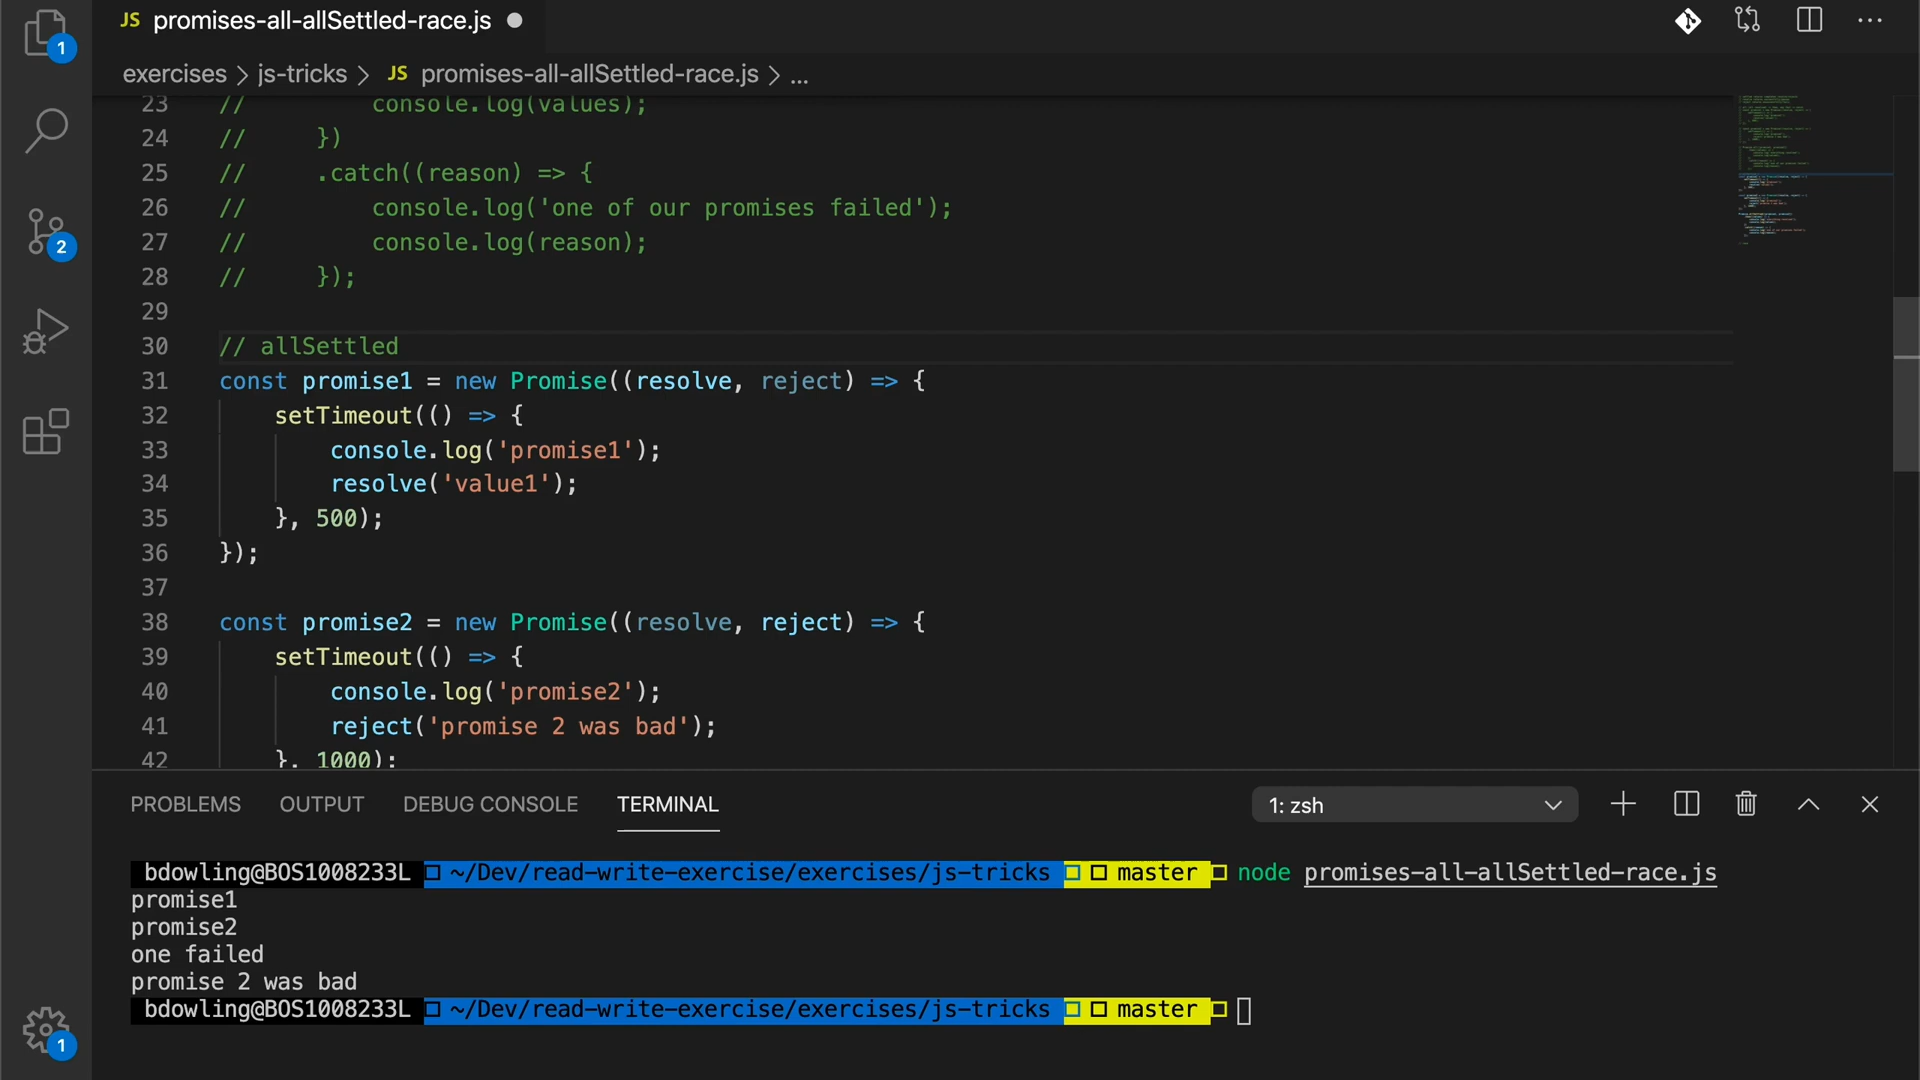 JS promises-all-allSettled-race.js
exercises > js-tricks > JS promises-all-allSettled-race.js > ...
23 // console.log(values);
24 // })
25 // .catch((reason) => {
26 // console.log('one of our promises failed');
27 // console.log(reason);
28 // });
29
30 // allSettled
31 const promise1 = new Promise((resolve, reject) => {
32 setTimeout(() => {
33 console.log('promise1');
34 resolve('value1');
35 }, 500);
36 });
37
38 const promise2 = new Promise((resolve, reject) => {
39 setTimeout(() => {
40 console.log('promise2');
41 reject('promise 2 was bad');
42 }, 1000);
1
2
1
PROBLEMS OUTPUT DEBUG CONSOLE TERMINAL 1: zsh
bdowling@BOS1008233L ~/Dev/read-write-exercise/exercises/js-tricks master node promises-all-allSettled-race.js
promise1
promise2
one failed
promise 2 was bad
bdowling@BOS1008233L ~/Dev/read-write-exercise/exercises/js-tricks master